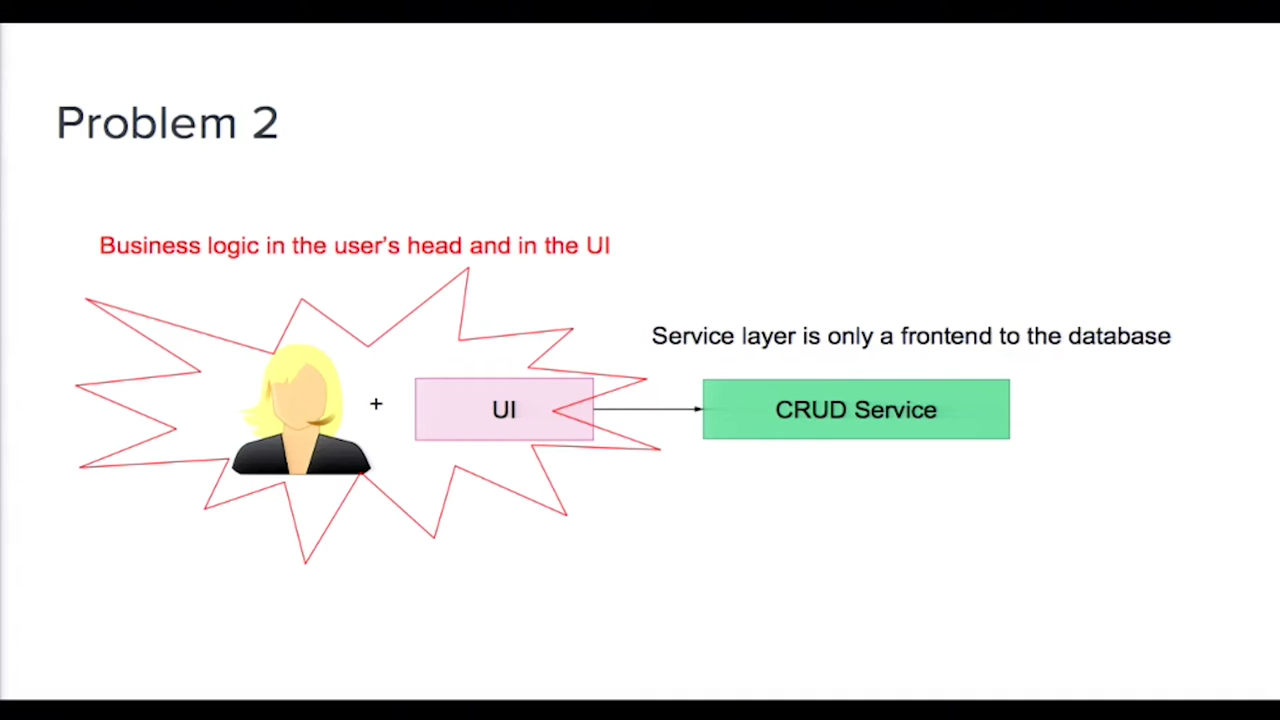 Problem 2
Business logic in the user’s head and in the UI
Service layer is only a frontend to the database
+
UI
CRUD Service